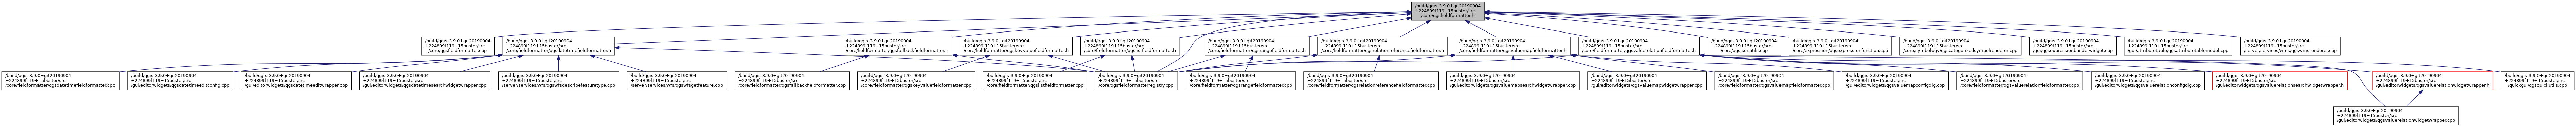 /build/qgis-3.9.0+git20190904
+224899f119+15buster/src
/core/qgsfieldformatter.h
/build/qgis-3.9.0+git20190904
+224899f119+15buster/src
/core/qgsfieldformatter.cpp
/build/qgis-3.9.0+git20190904
+224899f119+15buster/src
/core/fieldformatter/qgsdatetimefieldformatter.h
/build/qgis-3.9.0+git20190904
+224899f119+15buster/src
/core/fieldformatter/qgsfallbackfieldformatter.h
/build/qgis-3.9.0+git20190904
+224899f119+15buster/src
/core/fieldformatter/qgskeyvaluefieldformatter.h
/build/qgis-3.9.0+git20190904
+224899f119+15buster/src
/core/fieldformatter/qgslistfieldformatter.h
/build/qgis-3.9.0+git20190904
+224899f119+15buster/src
/core/fieldformatter/qgsrangefieldformatter.h
/build/qgis-3.9.0+git20190904
+224899f119+15buster/src
/core/fieldformatter/qgsrelationreferencefieldformatter.h
/build/qgis-3.9.0+git20190904
+224899f119+15buster/src
/core/fieldformatter/qgsvaluemapfieldformatter.h
/build/qgis-3.9.0+git20190904
+224899f119+15buster/src
/core/fieldformatter/qgsvaluerelationfieldformatter.h
/build/qgis-3.9.0+git20190904
+224899f119+15buster/src
/core/qgsjsonutils.cpp
/build/qgis-3.9.0+git20190904
+224899f119+15buster/src
/core/expression/qgsexpressionfunction.cpp
/build/qgis-3.9.0+git20190904
+224899f119+15buster/src
/core/symbology/qgscategorizedsymbolrenderer.cpp
/build/qgis-3.9.0+git20190904
+224899f119+15buster/src
/gui/qgsexpressionbuilderwidget.cpp
/build/qgis-3.9.0+git20190904
+224899f119+15buster/src
/gui/attributetable/qgsattributetablemodel.cpp
/build/qgis-3.9.0+git20190904
+224899f119+15buster/src
/server/services/wms/qgswmsrenderer.cpp
/build/qgis-3.9.0+git20190904
+224899f119+15buster/src
/core/fieldformatter/qgsdatetimefieldformatter.cpp
/build/qgis-3.9.0+git20190904
+224899f119+15buster/src
/gui/editorwidgets/qgsdatetimeeditconfig.cpp
/build/qgis-3.9.0+git20190904
+224899f119+15buster/src
/gui/editorwidgets/qgsdatetimeeditwrapper.cpp
/build/qgis-3.9.0+git20190904
+224899f119+15buster/src
/gui/editorwidgets/qgsdatetimesearchwidgetwrapper.cpp
/build/qgis-3.9.0+git20190904
+224899f119+15buster/src
/server/services/wfs/qgswfsdescribefeaturetype.cpp
/build/qgis-3.9.0+git20190904
+224899f119+15buster/src
/server/services/wfs/qgswfsgetfeature.cpp
/build/qgis-3.9.0+git20190904
+224899f119+15buster/src
/core/fieldformatter/qgsfallbackfieldformatter.cpp
/build/qgis-3.9.0+git20190904
+224899f119+15buster/src
/core/fieldformatter/qgskeyvaluefieldformatter.cpp
/build/qgis-3.9.0+git20190904
+224899f119+15buster/src
/core/fieldformatter/qgslistfieldformatter.cpp
/build/qgis-3.9.0+git20190904
+224899f119+15buster/src
/core/qgsfieldformatterregistry.cpp
/build/qgis-3.9.0+git20190904
+224899f119+15buster/src
/core/fieldformatter/qgsrangefieldformatter.cpp
/build/qgis-3.9.0+git20190904
+224899f119+15buster/src
/core/fieldformatter/qgsrelationreferencefieldformatter.cpp
/build/qgis-3.9.0+git20190904
+224899f119+15buster/src
/gui/editorwidgets/qgsvaluemapsearchwidgetwrapper.cpp
/build/qgis-3.9.0+git20190904
+224899f119+15buster/src
/gui/editorwidgets/qgsvaluemapwidgetwrapper.cpp
/build/qgis-3.9.0+git20190904
+224899f119+15buster/src
/core/fieldformatter/qgsvaluemapfieldformatter.cpp
/build/qgis-3.9.0+git20190904
+224899f119+15buster/src
/gui/editorwidgets/qgsvaluemapconfigdlg.cpp
/build/qgis-3.9.0+git20190904
+224899f119+15buster/src
/core/fieldformatter/qgsvaluerelationfieldformatter.cpp
/build/qgis-3.9.0+git20190904
+224899f119+15buster/src
/gui/editorwidgets/qgsvaluerelationconfigdlg.cpp
/build/qgis-3.9.0+git20190904
+224899f119+15buster/src
/gui/editorwidgets/qgsvaluerelationsearchwidgetwrapper.h
/build/qgis-3.9.0+git20190904
+224899f119+15buster/src
/gui/editorwidgets/qgsvaluerelationwidgetwrapper.h
/build/qgis-3.9.0+git20190904
+224899f119+15buster/src
/quickgui/qgsquickutils.cpp
/build/qgis-3.9.0+git20190904
+224899f119+15buster/src
/gui/editorwidgets/qgsvaluerelationwidgetwrapper.cpp